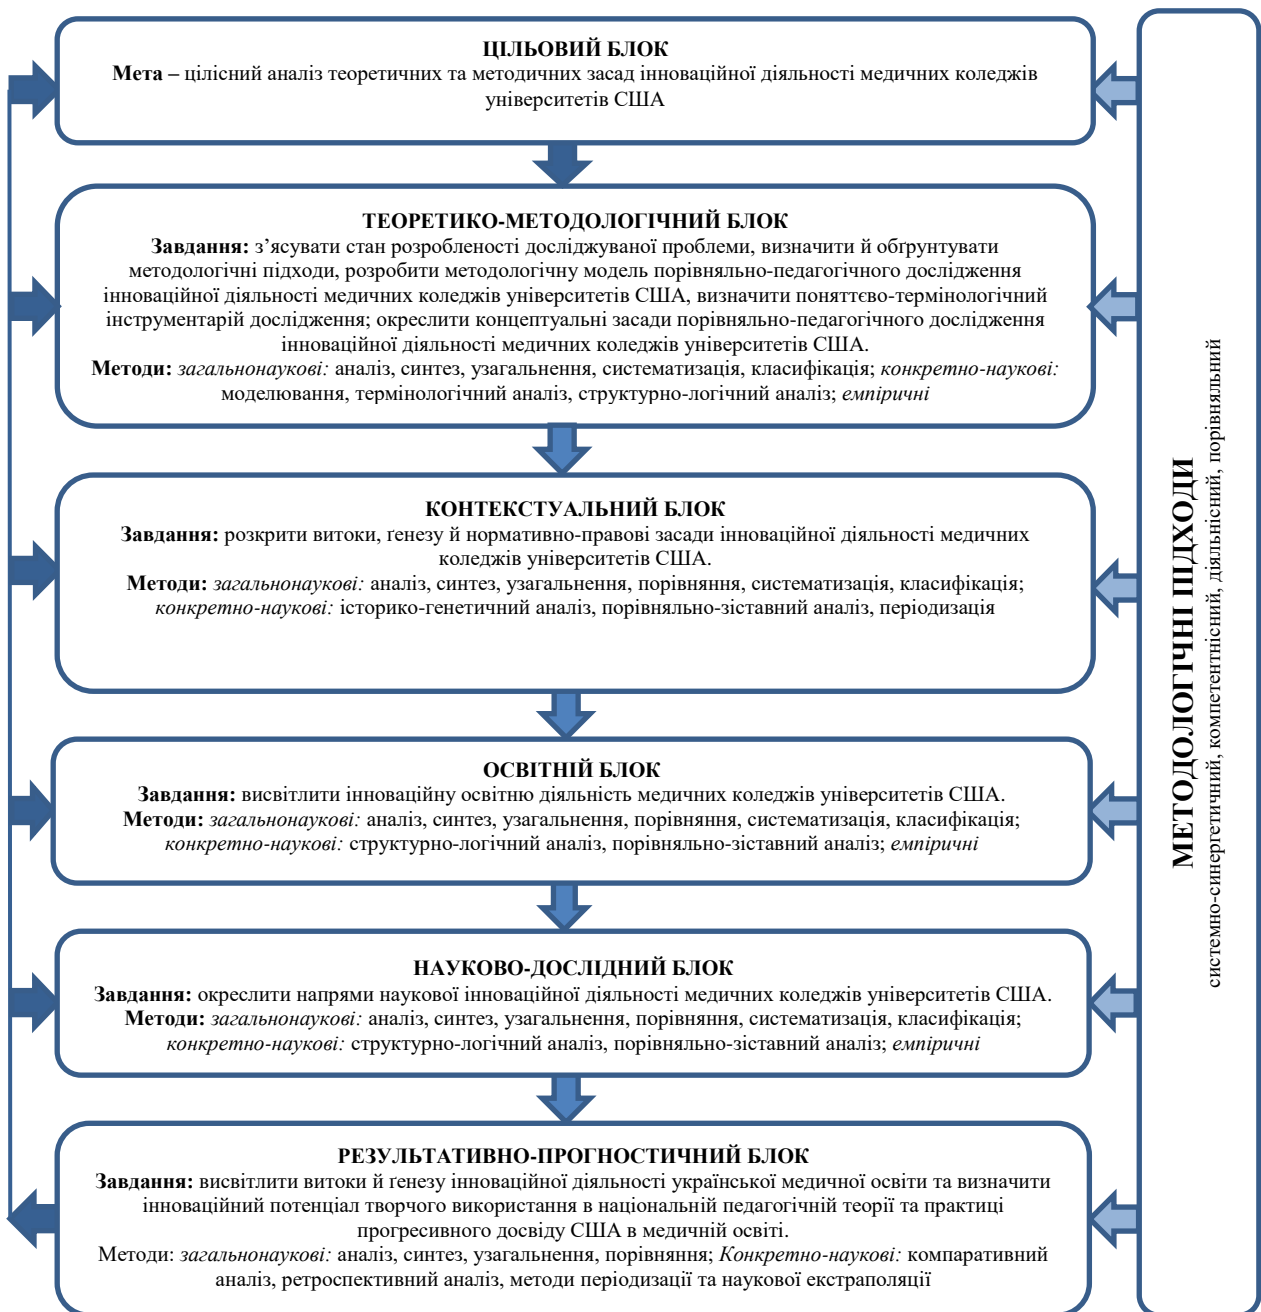 ЦІЛЬОВИЙ БЛОК
Мета – цілісний аналіз теоретичних та методичних засад інноваційної діяльності медичних коледжів
університетів США
ТЕОРЕТИКО-МЕТОДОЛОГІЧНИЙ БЛОК
Завдання: з’ясувати стан розробленості досліджуваної проблеми, визначити й обґрунтувати
методологічні підходи, розробити методологічну модель порівняльно-педагогічного дослідження
інноваційної діяльності медичних коледжів університетів США, визначити поняттєво-термінологічний
інструментарій дослідження; окреслити концептуальні засади порівняльно-педагогічного дослідження
інноваційної діяльності медичних коледжів університетів США.
Методи: загальнонаукові: аналіз, синтез, узагальнення, систематизація, класифікація; конкретно-наукові:
моделювання, термінологічний аналіз, структурно-логічний аналіз; емпіричні
КОНТЕКСТУАЛЬНИЙ БЛОК
Завдання: розкрити витоки, ґенезу й нормативно-правові засади інноваційної діяльності медичних
коледжів університетів США.
Методи: загальнонаукові: аналіз, синтез, узагальнення, порівняння, систематизація, класифікація;
конкретно-наукові: історико-генетичний аналіз, порівняльно-зіставний аналіз, періодизація
ОСВІТНІЙ БЛОК
Завдання: висвітлити інноваційну освітню діяльність медичних коледжів університетів США.
Методи: загальнонаукові: аналіз, синтез, узагальнення, порівняння, систематизація, класифікація;
конкретно-наукові: структурно-логічний аналіз, порівняльно-зіставний аналіз; емпіричні
НАУКОВО-ДОСЛІДНИЙ БЛОК
Завдання: окреслити напрями наукової інноваційної діяльності медичних коледжів університетів США.
Методи: загальнонаукові: аналіз, синтез, узагальнення, порівняння, систематизація, класифікація;
конкретно-наукові: структурно-логічний аналіз, порівняльно-зіставний аналіз; емпіричні
РЕЗУЛЬТАТИВНО-ПРОГНОСТИЧНИЙ БЛОК
Завдання: висвітлити витоки й ґенезу інноваційної діяльності української медичної освіти та визначити
інноваційний потенціал творчого використання в національній педагогічній теорії та практиці
прогресивного досвіду США в медичній освіті.
Методи: загальнонаукові: аналіз, синтез, узагальнення, порівняння; Конкретно-наукові: компаративний
аналіз, ретроспективний аналіз, методи періодизації та наукової екстраполяції
МЕТОДОЛОГІЧНІ ПІДХОДИ
системно-синергетичний, компетентнісний, діяльнісний, порівняльний